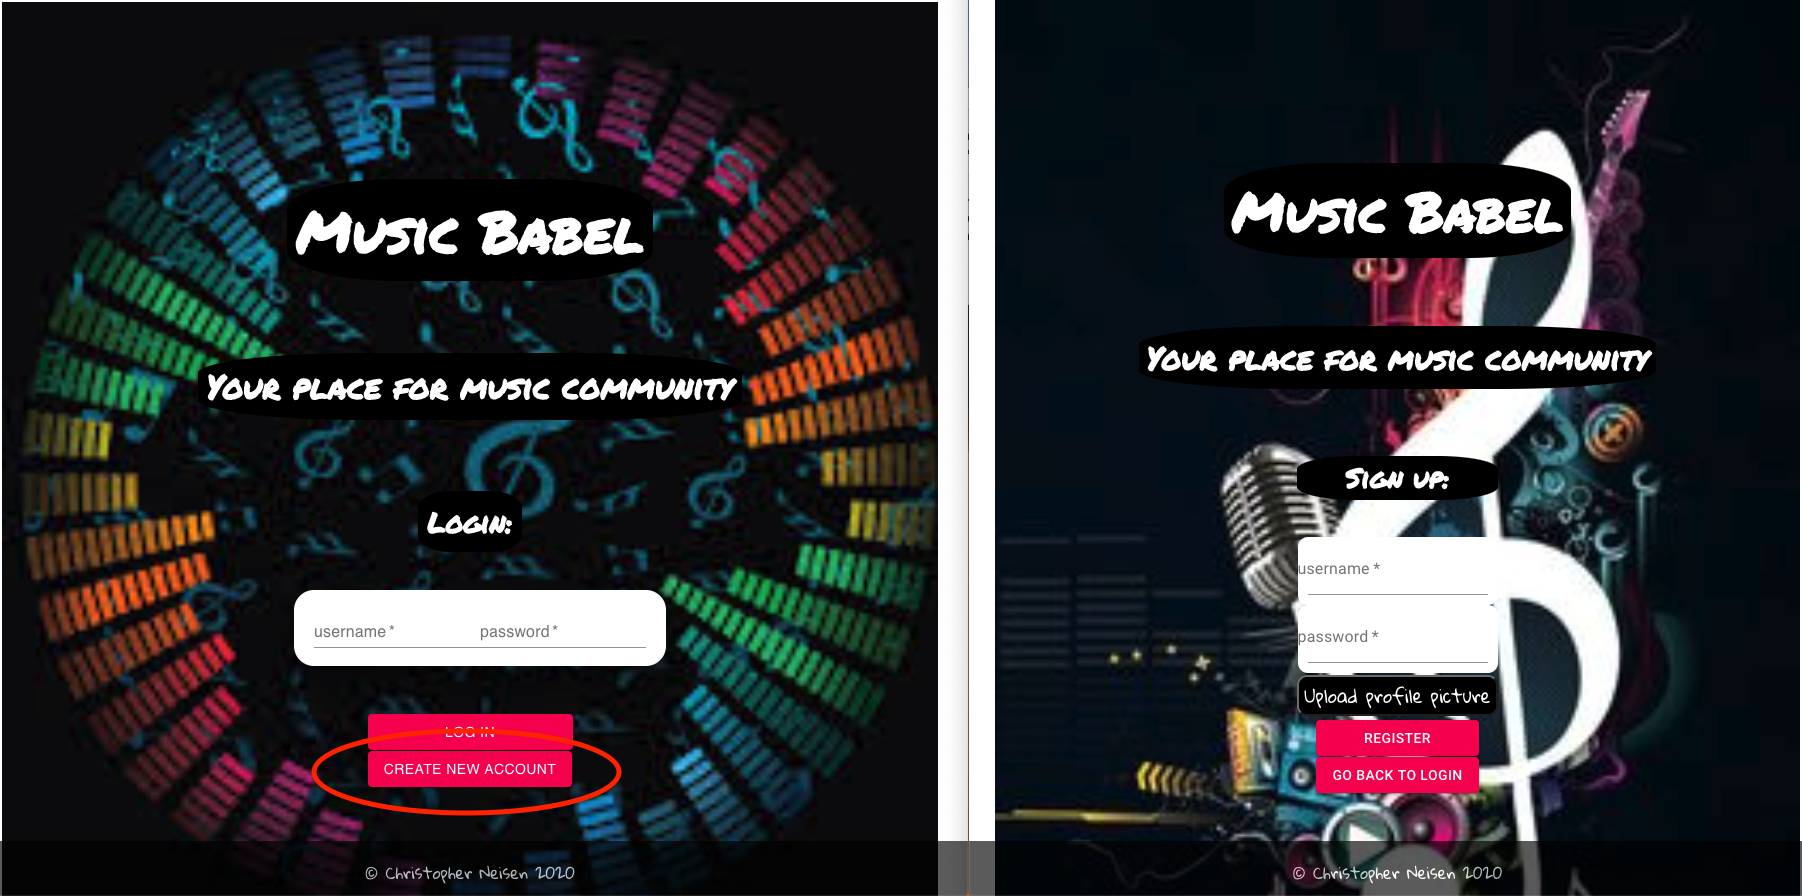 Music Babel
Your place for music community
Login:
username *
password *
LOG IN
CREATE NEW ACCOUNT
© Christopher Neisen 2020
Music Babel
Your place for music community
Sign up:
username *
password *
Upload profile picture
REGISTER
GO BACK TO LOGIN
© Christopher Neisen 2020